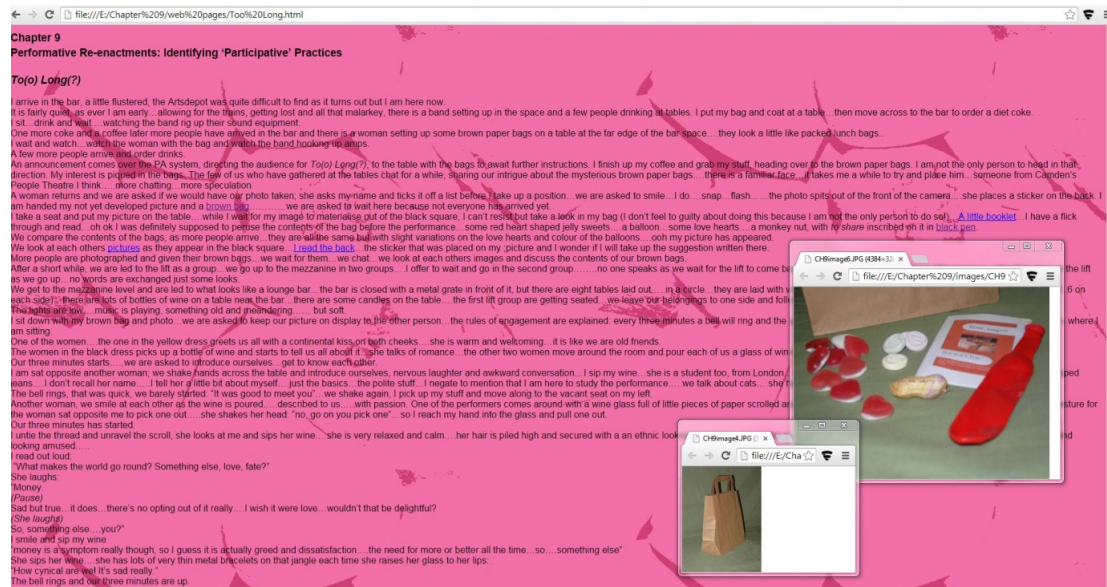 file:///E:/Chapter%209/web%20pages/Too%20Long.html
Chapter 9
Performative Re-enactments: Identifying ‘Participative’ Practices
To(o) Long(?)
I arrive in the bar, a little flustered, the Artsdepot was quite difficult to find as it turns out but I am here now.
It is fairly quiet, as ever I am early...allowing for the trains, getting lost and all that malarkey, there is a band setting up in the space and a few people drinking at tables. I put my bag and coat at a table...then move across to the bar to order a diet coke.
I sit...drink and wait....watching the band rig up their sound equipment.
One more coke and a coffee later more people have arrived in the bar and there is a woman setting up some brown paper bags on a table at the far edge of the bar space....they look a little like packed lunch bags..
I wait and watch...watch the woman with the bag and watch the band hooking up amps.
A few more people arrive and order drinks.
An announcement comes over the PA system, directing the audience for To(o) Long(?), to the table with the bags to await further instructions. I finish up my coffee and grab my stuff, heading over to the brown paper bags. I am not the only person to head in that
direction. My interest is piqued in the bags. The few of us who have gathered at the tables chat for a while, sharing our intrigue about the mysterious brown paper bags....there is a familiar face...it takes me a while to try and place him...someone from Camden's
People Theatre I think.....more chatting...more speculation.
A woman returns and we are asked if we would have our photo taken, she asks my name and ticks it off a list before I take up a position....we are asked to smile...I do....snap...flash.....the photo spits out of the front of the camera.....she places a sticker on the back. I
am handed my not yet developed picture and a brown bag............we are asked to wait here because not everyone has arrived yet.
I take a seat and put my picture on the table....while I wait for my image to materialise out of the black square, I can't resist but take a look in my bag (I don't feel to guilty about doing this because I am not the only person to do so!)...A little booklet...I have a flick
through and read...oh ok I was definitely supposed to peruse the contents of the bag before the performance...some red heart shaped jelly sweets...a balloon...some love hearts...a monkey nut, with to share inscribed on it in black pen.
We compare the contents of the bags, as more people arrive...they are all the same but with slight variations on the love hearts and colour of the balloons...ooh my picture has appeared.
We look at each others pictures as they appear in the black square...I read the back...the sticker that was placed on my picture and I wonder if I will take up the suggestion written there.
More people are photographed and given their brown bags...we wait for them...we chat...we look at each others images and discuss the contents of our brown bags.
After a short while, we are led to the lift as a group...we go up to the mezzanine in two groups....I offer to wait and go in the second group........no one speaks as we wait for the lift to come ba the lift
as we go up...no words are exchanged just some looks.
We get to the mezzanine level and are led to what looks like a lounge bar...the bar is closed with a metal grate in front of it, but there are eight tables laid out.....in a circle...they are laid with .6 on
each side)...there are lots of bottles of wine on a table near the bar...there are some candles on the table....the first lift group are getting seated...we leave our belongings to one side and follo
The lights are low....music is playing, something old and meandering...... but soft.
I sit down with my brown bag and photo...we are asked to keep our picture on display to the other person...the rules of engagement are explained: every three minutes a bell will ring and the where I
am sitting.
One of the women....the one in the yellow dress greets us all with a continental kiss on both cheeks....she is warm and welcoming...it is like we are old friends.
The women in the black dress picks up a bottle of wine and starts to tell us all about it...she talks of romance...the other two women move around the room and pour each of us a glass of win
Our three minutes starts.....we are asked to introduce ourselves...get to know each other.
I am sat opposite another woman; we shake hands across the table and introduce ourselves, nervous laughter and awkward conversation...I sip my wine...she is a student too, from London ped
jeans....I don't recall her name.....I tell her a little bit about myself....just the basics...the polite stuff...I negate to mention that I am here to study the performance.....we talk about cats....she
The bell rings, that was quick, we barely started: "It was good to meet you"...we shake again, I pick up my stuff and move along to the vacant seat on my left.
Another woman, we smile at each other as the wine is poured.....described to us.....with passion. One of the performers comes around with a wine glass full of little pieces of paper scrolled an sture for
the woman sat opposite me to pick one out.....she shakes her head: "no, go on you pick one"...so I reach my hand into the glass and pull one out.
Our three minutes has started.
I untie the thread and unravel the scroll, she looks at me and sips her wine....she is very relaxed and calm....her hair is piled high and secured with a an ethnic look nd
looking amused.....
I read out loud:
"What makes the world go round? Something else, love, fate?"
She laughs:
"Money.
(Pause)
Sad but true...it does...there's no opting out of it really....I wish it were love...wouldn't that be delightful?
(She laughs)
So, something else....you?"
I smile and sip my wine
"money is a symptom really though, so I guess it is actually greed and dissatisfaction....the need for more or better all the time...so....something else"
She sips her wine....she has lots of very thin metal bracelets on that jangle each time she raises her glass to her lips.
"How cynical are we! It's sad really."
The bell rings and our three minutes are up.
CH9image6.JPG (4384×32
file:///E:/Chapter%209/images/CH9
CH9image4.JPG (
file:///E:/Cha